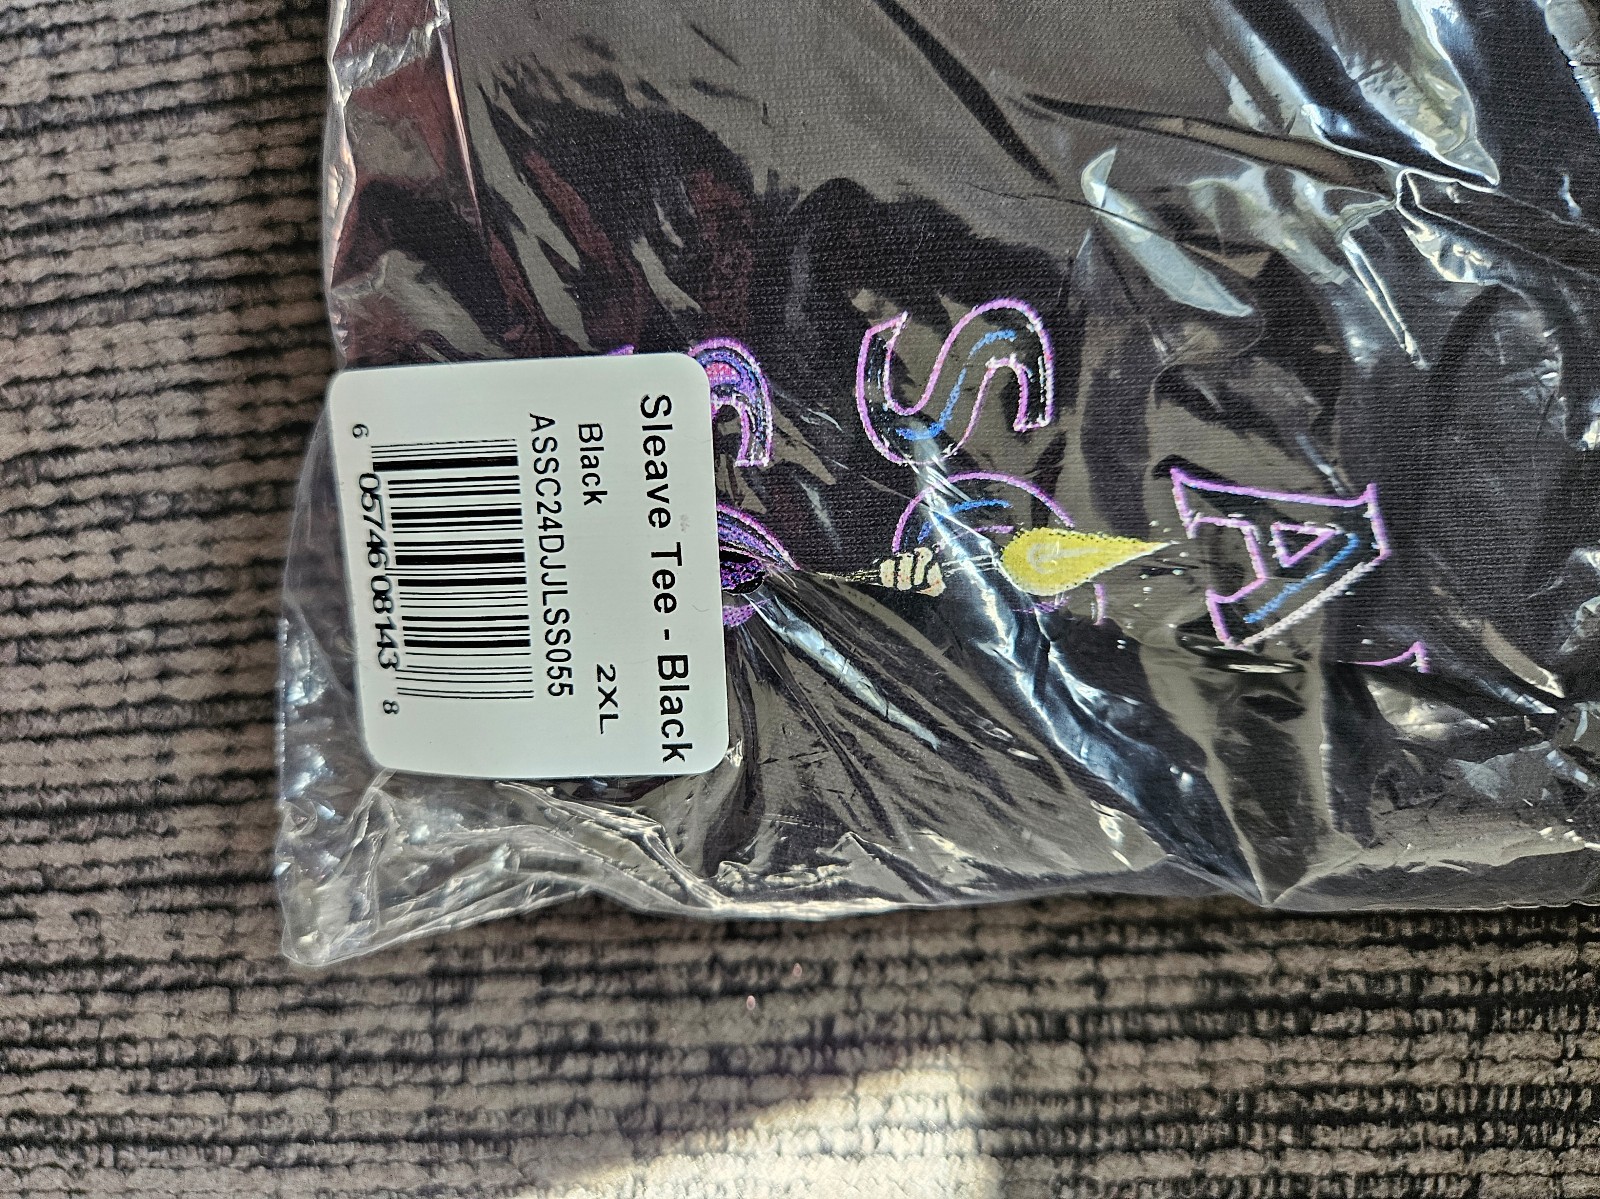 Sleave Tee - Black
Black 2XL
ASSC24DJJLSS055
6 05746 08143 8